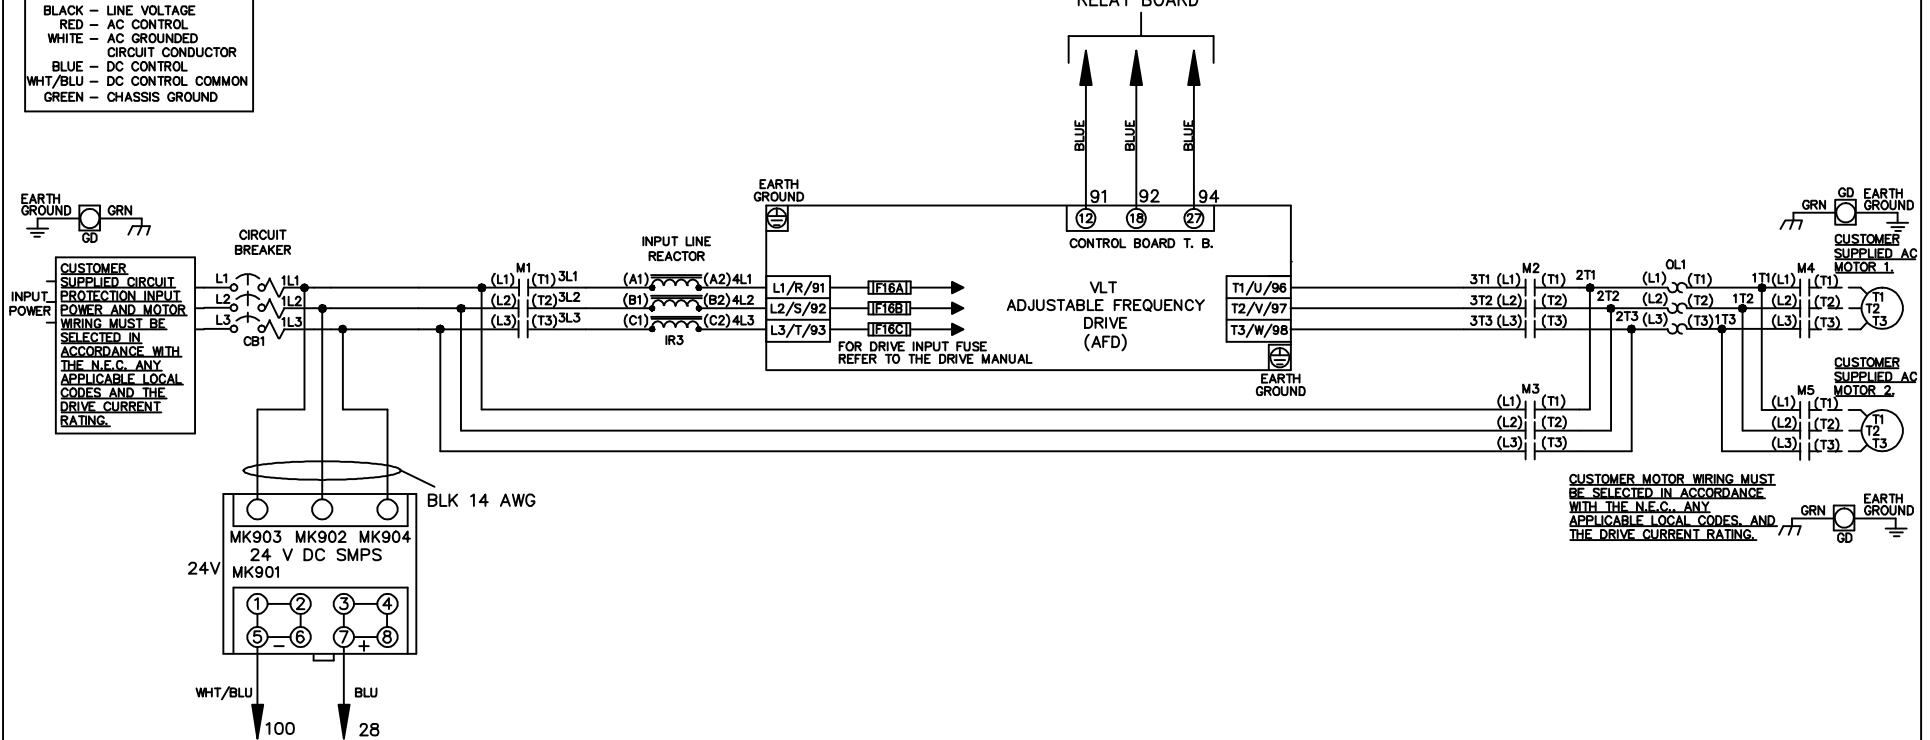 BLACK – LINE VOLTAGE
RED – AC CONTROL
WHITE – AC GROUNDED
CIRCUIT CONDUCTOR
BLUE – DC CONTROL
WHT/BLU – DC CONTROL COMMON
GREEN – CHASSIS GROUND
RELAY BOARD
BLUE
BLUE
BLUE
91 92 94
12 18 27
CONTROL BOARD T. B.
EARTH
GROUND
GRN
GD
CIRCUIT
BREAKER
INPUT
POWER
CUSTOMER
SUPPLIED CIRCUIT
PROTECTION INPUT
POWER AND MOTOR
WIRING MUST BE
SELECTED IN
ACCORDANCE WITH
THE N.E.C. ANY
APPLICABLE LOCAL
CODES AND THE
DRIVE CURRENT
RATING.
L1 1L1
L2 1L2
L3 1L3
CB1
M1
(L1) (T1) 3L1
(L2) (T2) 3L2
(L3) (T3) 3L3
INPUT LINE
REACTOR
(A1) (A2) 4L1
(B1) (B2) 4L2
(C1) (C2) 4L3
IR3
EARTH
GROUND
L1/R/91
L2/S/92
L3/T/93
F16A
F16B
F16C
FOR DRIVE INPUT FUSE
REFER TO THE DRIVE MANUAL
VLT
ADJUSTABLE FREQUENCY
DRIVE
(AFD)
T1/U/96
T2/V/97
T3/W/98
EARTH
GROUND
M2
3T1 (L1) (T1) 2T1
3T2 (L2) (T2) 2T2
3T3 (L3) (T3) 2T3
OL1
(L1) (T1) 1T1
(L2) (T2) 1T2
(L3) (T3) 1T3
M4
(L1) (T1)
(L2) (T2)
(L3) (T3)
GRN
GD
EARTH
GROUND
CUSTOMER
SUPPLIED AC
MOTOR 1.
T1
T2
T3
M3
(L1) (T1)
(L2) (T2)
(L3) (T3)
M5
(L1) (T1)
(L2) (T2)
(L3) (T3)
CUSTOMER
SUPPLIED AC
MOTOR 2.
T1
T2
T3
CUSTOMER MOTOR WIRING MUST
BE SELECTED IN ACCORDANCE
WITH THE N.E.C., ANY
APPLICABLE LOCAL CODES, AND
THE DRIVE CURRENT RATING.
GRN
GD
EARTH
GROUND
BLK 14 AWG
MK903 MK902 MK904
24 V DC SMPS
24V
MK901
1 2 3 4
5 6 7 8
– +
WHT/BLU
BLU
100
28